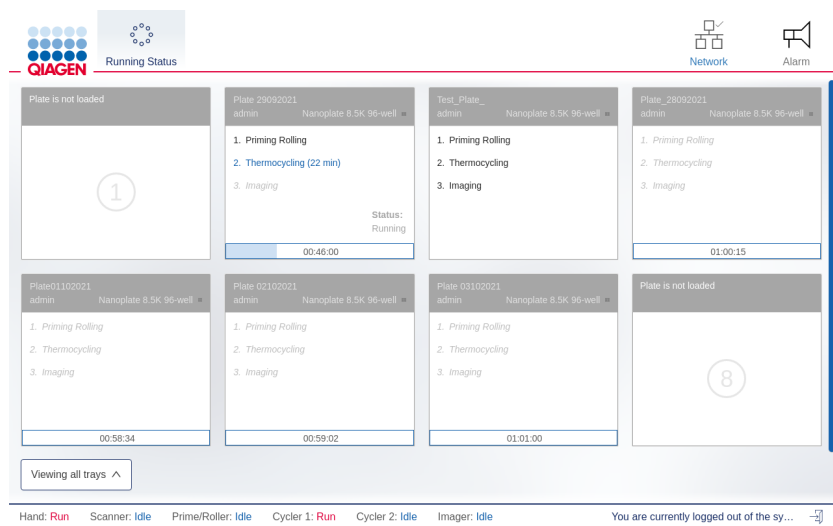 QIAGEN
Running Status
Network
Alarm
Plate is not loaded
1
Plate 29092021
admin Nanoplate 8.5K 96-well
1. Priming Rolling
2. Thermocycling (22 min)
3. Imaging
Status:
Running
00:46:00
Test_Plate_
admin Nanoplate 8.5K 96-well
1. Priming Rolling
2. Thermocycling
3. Imaging
Plate_28092021
admin Nanoplate 8.5K 96-well
1. Priming Rolling
2. Thermocycling
3. Imaging
01:00:15
Plate01102021
admin Nanoplate 8.5K 96-well
1. Priming Rolling
2. Thermocycling
3. Imaging
00:58:34
Plate 02102021
admin Nanoplate 8.5K 96-well
1. Priming Rolling
2. Thermocycling
3. Imaging
00:59:02
Plate 03102021
admin Nanoplate 8.5K 96-well
1. Priming Rolling
2. Thermocycling
3. Imaging
01:01:00
Plate is not loaded
8
Viewing all trays
Hand: Run Scanner: Idle Prime/Roller: Idle Cycler 1: Run Cycler 2: Idle Imager: Idle You are currently logged out of the sy…